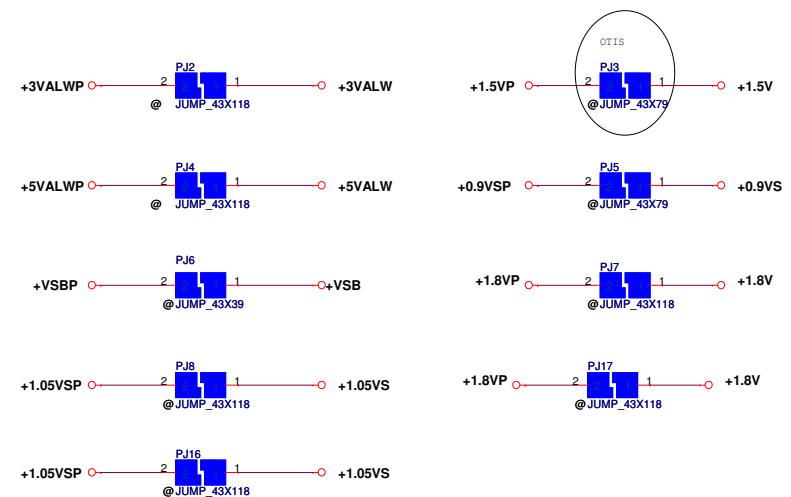 OTIS
PJ2
+3VALWP 2 2 1 1 +3VALW
@ JUMP_43X118
PJ3
+1.5VP 2 2 1 1 +1.5V
@JUMP_43X79
PJ4
+5VALWP 2 2 1 1 +5VALW
@ JUMP_43X118
PJ5
+0.9VSP 2 2 1 1 +0.9VS
@JUMP_43X79
PJ6
+VSBP 2 2 1 1 +VSB
@JUMP_43X39
PJ7
+1.8VP 2 2 1 1 +1.8V
@JUMP_43X118
PJ8
+1.05VSP 2 2 1 1 +1.05VS
@JUMP_43X118
PJ17
+1.8VP 2 2 1 1 +1.8V
@JUMP_43X118
PJ16
+1.05VSP 2 2 1 1 +1.05VS
@JUMP_43X118